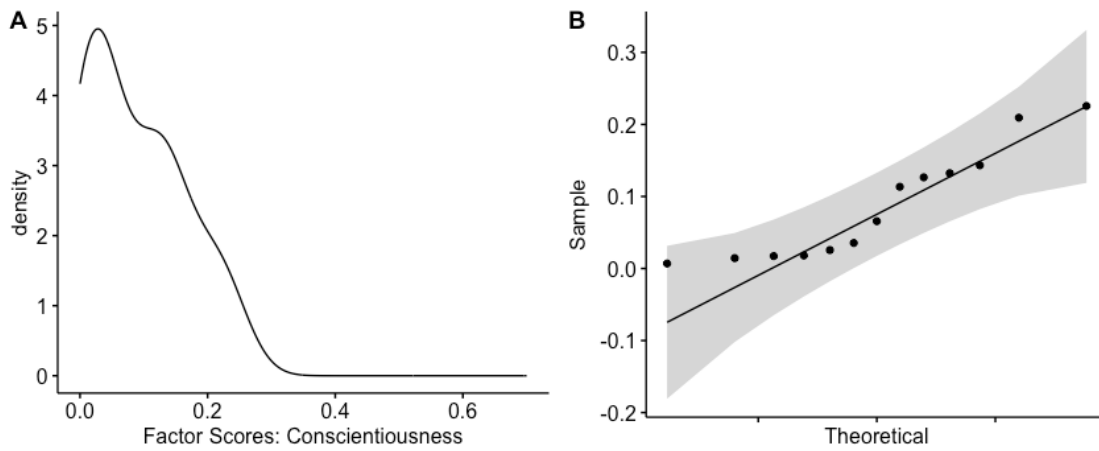 A
5
4
3
2
1
0
density
0.0 0.2 0.4 0.6
Factor Scores: Conscientiousness
B
0.3
0.2
0.1
0.0
-0.1
-0.2
Sample
Theoretical